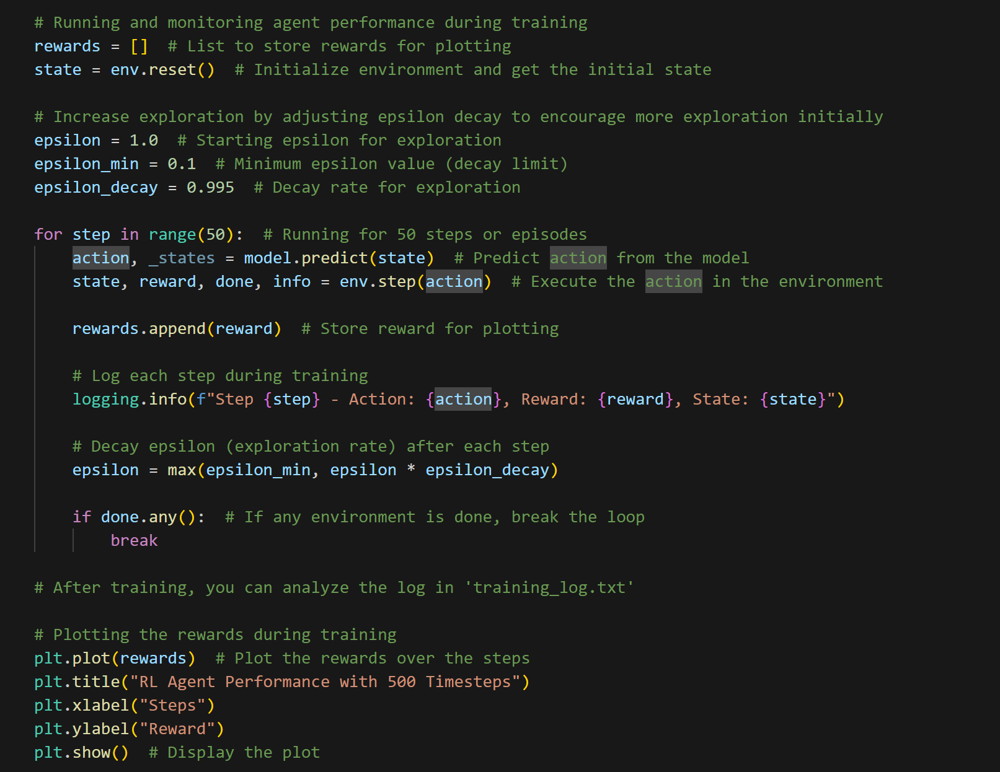 # Running and monitoring agent performance during training
rewards = []  # List to store rewards for plotting
state = env.reset()  # Initialize environment and get the initial state
# Increase exploration by adjusting epsilon decay to encourage more exploration initially
epsilon = 1.0  # Starting epsilon for exploration
epsilon_min = 0.1  # Minimum epsilon value (decay limit)
epsilon_decay = 0.995  # Decay rate for exploration
for step in range(50):  # Running for 50 steps or episodes
    action, _states = model.predict(state)  # Predict action from the model
    state, reward, done, info = env.step(action)  # Execute the action in the environment
    rewards.append(reward)  # Store reward for plotting
    # Log each step during training
    logging.info(f"Step {step} - Action: {action}, Reward: {reward}, State: {state}")
    # Decay epsilon (exploration rate) after each step
    epsilon = max(epsilon_min, epsilon * epsilon_decay)
    if done.any():  # If any environment is done, break the loop
        break
# After training, you can analyze the log in 'training_log.txt'
# Plotting the rewards during training
plt.plot(rewards)  # Plot the rewards over the steps
plt.title("RL Agent Performance with 500 Timesteps")
plt.xlabel("Steps")
plt.ylabel("Reward")
plt.show()  # Display the plot